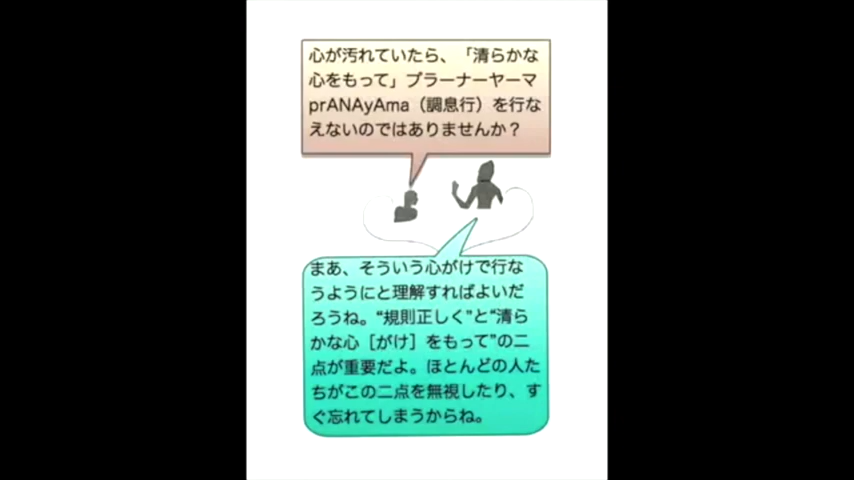 心が汚れていたら、「清らかな
心をもって」プラーナーヤーマ
prANAyAma（調息行）を行な
えないのではありませんか？
まあ、そういう心がけで行な
うようにと理解すればよいだ
ろうね。“規則正しく”と“清ら
かな心［がけ］をもって”の二
点が重要だよ。ほとんどの人た
ちがこの二点を無視したり、す
ぐ忘れてしまうからね。